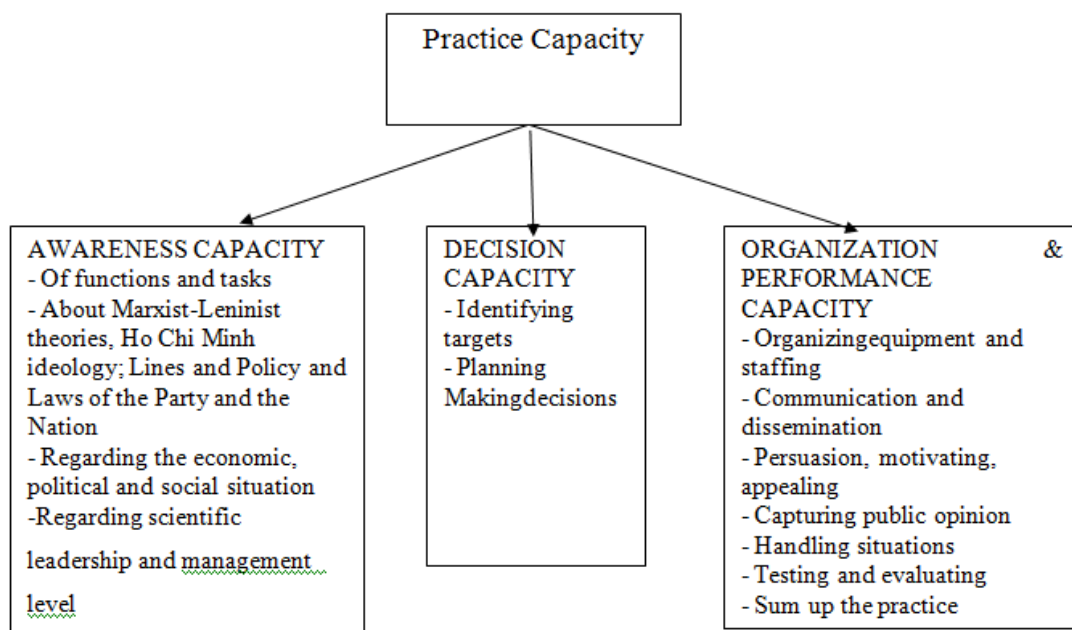 Practice Capacity
AWARENESS CAPACITY
- Of functions and tasks
- About Marxist-Leninist
theories, Ho Chi Minh
ideology; Lines and Policy and
Laws of the Party and the
Nation
- Regarding the economic,
political and social situation
-Regarding scientific
leadership and management
level
DECISION
CAPACITY
- Identifying
targets
- Planning
Makingdecisions
ORGANIZATION &
PERFORMANCE
CAPACITY
- Organizingequipment and
staffing
- Communication and
dissemination
- Persuasion, motivating,
appealing
- Capturing public opinion
- Handling situations
- Testing and evaluating
- Sum up the practice